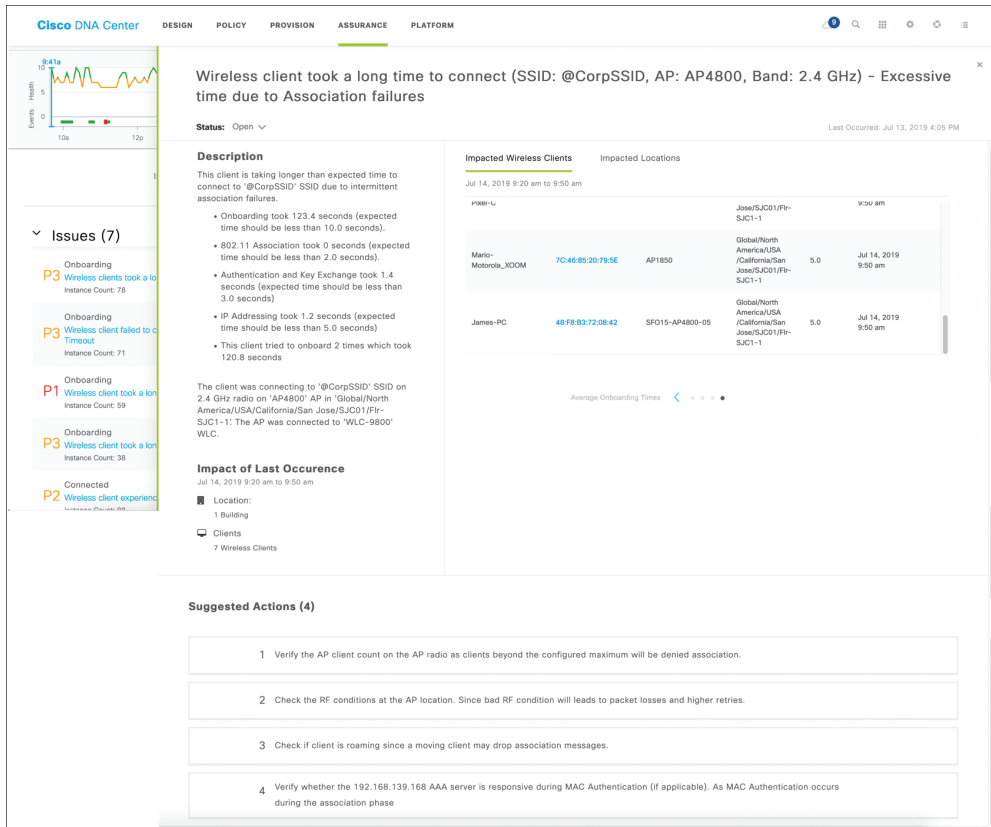 Cisco DNA Center
DESIGN POLICY PROVISION ASSURANCE PLATFORM
9
9:41a
10
5
0
Health
Events
10a 12p
Issues (7)
Onboarding
P3 Wireless clients took a lo
Instance Count: 78
Onboarding
P3 Wireless client failed to c
Timeout
Instance Count: 71
Onboarding
P1 Wireless client took a lon
Instance Count: 59
Onboarding
P3 Wireless client took a lon
Instance Count: 38
Connected
P2 Wireless client experienc
Instance Count: 88
Wireless client took a long time to connect (SSID: @CorpSSID, AP: AP4800, Band: 2.4 GHz) - Excessive
time due to Association failures
Status: Open
Last Occurred: Jul 13, 2019 4:05 PM
Description
This client is taking longer than expected time to
connect to '@CorpSSID' SSID due to intermittent
association failures.
• Onboarding took 123.4 seconds (expected
time should be less than 10.0 seconds).
• 802.11 Association took 0 seconds (expected
time should be less than 2.0 seconds).
• Authentication and Key Exchange took 1.4
seconds (expected time should be less than
3.0 seconds)
• IP Addressing took 1.2 seconds (expected
time should be less than 5.0 seconds)
• This client tried to onboard 2 times which took
120.8 seconds
The client was connecting to '@CorpSSID' SSID on
2.4 GHz radio on 'AP4800' AP in 'Global/North
America/USA/California/San Jose/SJC01/Flr-
SJC1-1'. The AP was connected to 'WLC-9800'
WLC.
Impact of Last Occurence
Jul 14, 2019 9:20 am to 9:50 am
Location:
1 Building
Clients
7 Wireless Clients
Impacted Wireless Clients Impacted Locations
Jul 14, 2019 9:20 am to 9:50 am
Pixel-C
Jose/SJC01/Flr-
SJC1-1
9:50 am
Mario-
Motorola_XOOM
7C:46:85:20:79:5E
AP1850
Global/North
America/USA
/California/San
Jose/SJC01/Flr-
SJC1-1
5.0
Jul 14, 2019
9:50 am
James-PC
48:F8:B3:72:08:42
SFO15-AP4800-05
Global/North
America/USA
/California/San
Jose/SJC01/Flr-
SJC1-1
5.0
Jul 14, 2019
9:50 am
Average Onboarding Times
Suggested Actions (4)
1 Verify the AP client count on the AP radio as clients beyond the configured maximum will be denied association.
2 Check the RF conditions at the AP location. Since bad RF condition will leads to packet losses and higher retries.
3 Check if client is roaming since a moving client may drop association messages.
4 Verify whether the 192.168.139.168 AAA server is responsive during MAC Authentication (if applicable). As MAC Authentication occurs
during the association phase